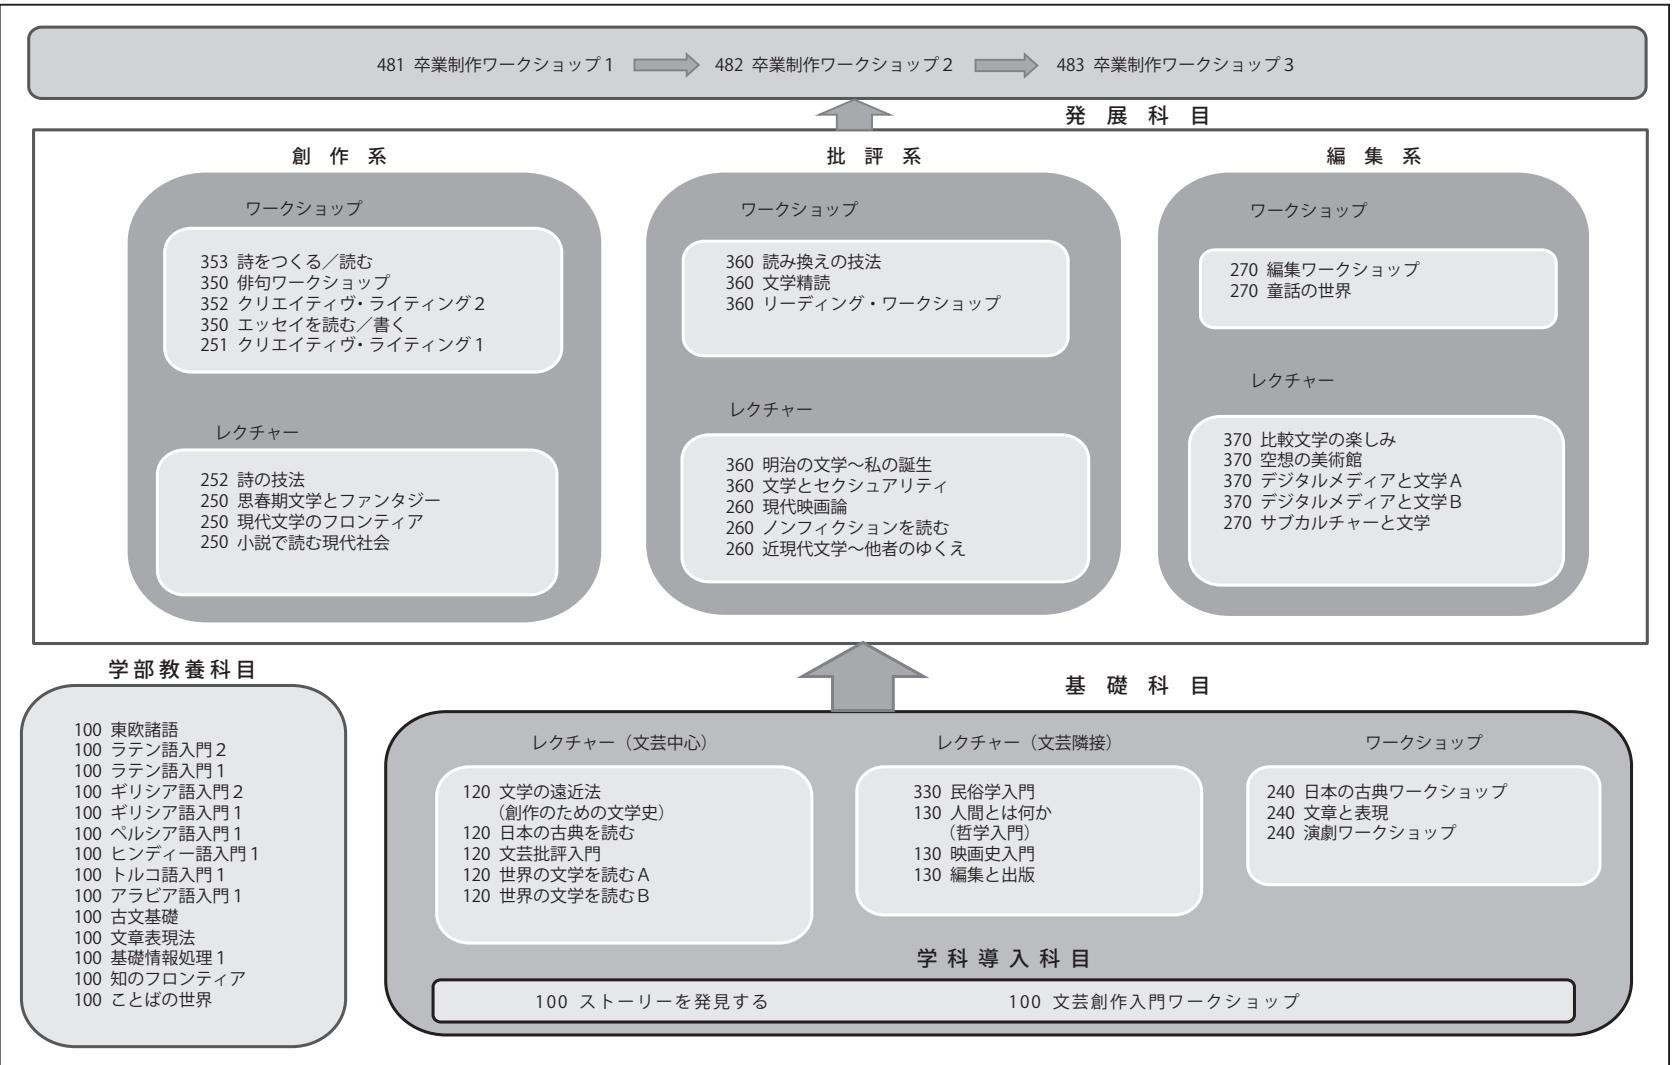 481 卒業制作ワークショップ1 482 卒業制作ワークショップ2 483 卒業制作ワークショップ3
発展科目
創作系
ワークショップ
353 詩をつくる／読む
350 俳句ワークショップ
352 クリエイティヴ・ライティング2
350 エッセイを読む／書く
251 クリエイティヴ・ライティング1
レクチャー
252 詩の技法
250 思春期文学とファンタジー
250 現代文学のフロンティア
250 小説で読む現代社会
批評系
ワークショップ
360 読み換えの技法
360 文学精読
360 リーディング・ワークショップ
レクチャー
360 明治の文学～私の誕生
360 文学とセクシュアリティ
260 現代映画論
260 ノンフィクションを読む
260 近現代文学～他者のゆくえ
編集系
ワークショップ
270 編集ワークショップ
270 童話の世界
レクチャー
370 比較文学の楽しみ
370 空想の美術館
370 デジタルメディアと文学A
370 デジタルメディアと文学B
270 サブカルチャーと文学
学部教養科目
100 東欧諸語
100 ラテン語入門2
100 ラテン語入門1
100 ギリシア語入門2
100 ギリシア語入門1
100 ペルシア語入門1
100 ヒンディー語入門1
100 トルコ語入門1
100 アラビア語入門1
100 古文基礎
100 文章表現法
100 基礎情報処理1
100 知のフロンティア
100 ことばの世界
基礎科目
レクチャー（文芸中心）
120 文学の遠近法
（創作のための文学史）
120 日本の古典を読む
120 文芸批評入門
120 世界の文学を読むA
120 世界の文学を読むB
レクチャー（文芸隣接）
330 民俗学入門
130 人間とは何か
（哲学入門）
130 映画史入門
130 編集と出版
ワークショップ
240 日本の古典ワークショップ
240 文章と表現
240 演劇ワークショップ
学科導入科目
100 ストーリーを発見する 100 文芸創作入門ワークショップ